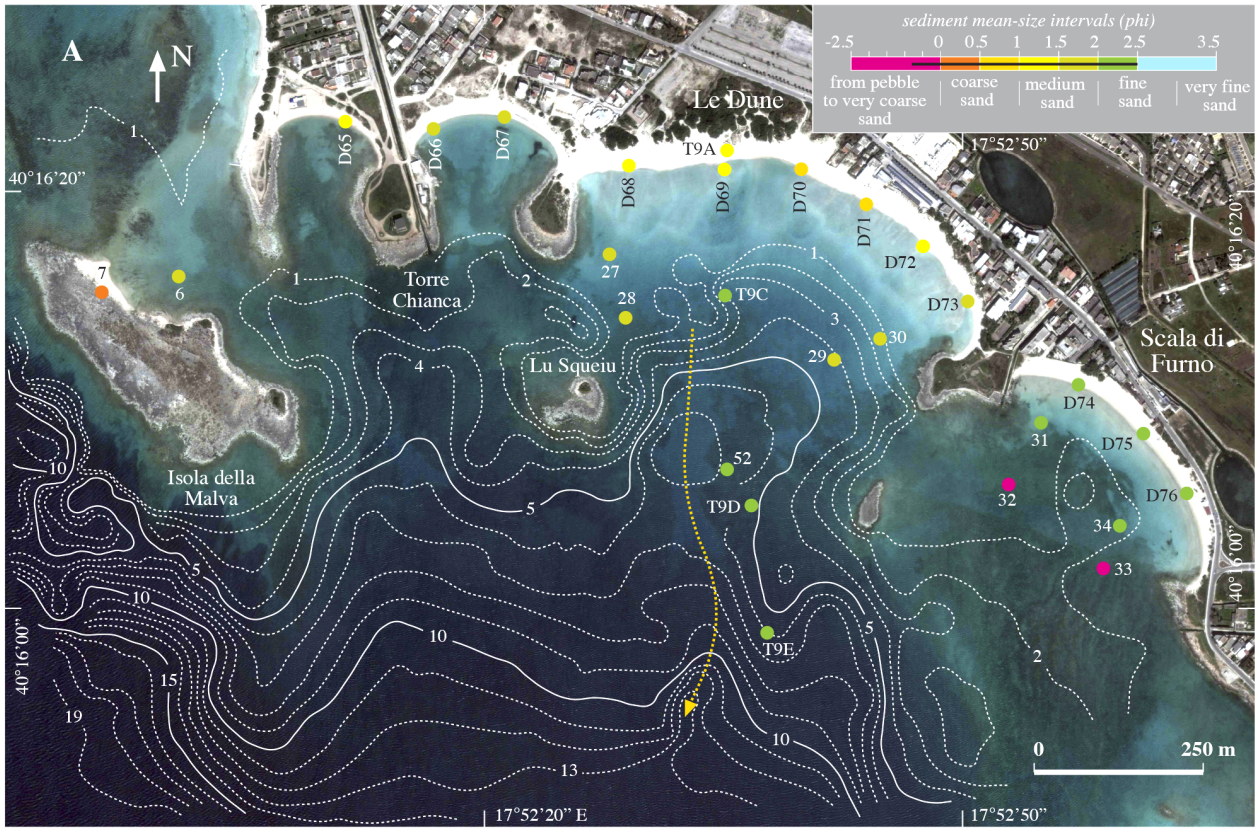 A
N
sediment mean-size intervals (phi)
-2.5 0 0.5 1 1.5 2 2.5 3.5
from pebble
to very coarse
sand
coarse
sand
medium
sand
fine
sand
very fine
sand
Le Dune
17°52’50”
1
D65
D66
D67
T9A
D68
D69
D70
D71
D72
D73
40°16’20”
40°16’20”
7
6
1
Torre
Chianca
2
27
28
T9C
1
3
30
29
Scala di
Furno
4
Lu Squeiu
D74
31
D75
D76
32
34
33
10
Isola della
Malva
5
52
T9D
40°16’00”
5
10
10
T9E
5
40°16’00”
15
2
19
10
13
0 250 m
17°52’20” E
17°52’50”